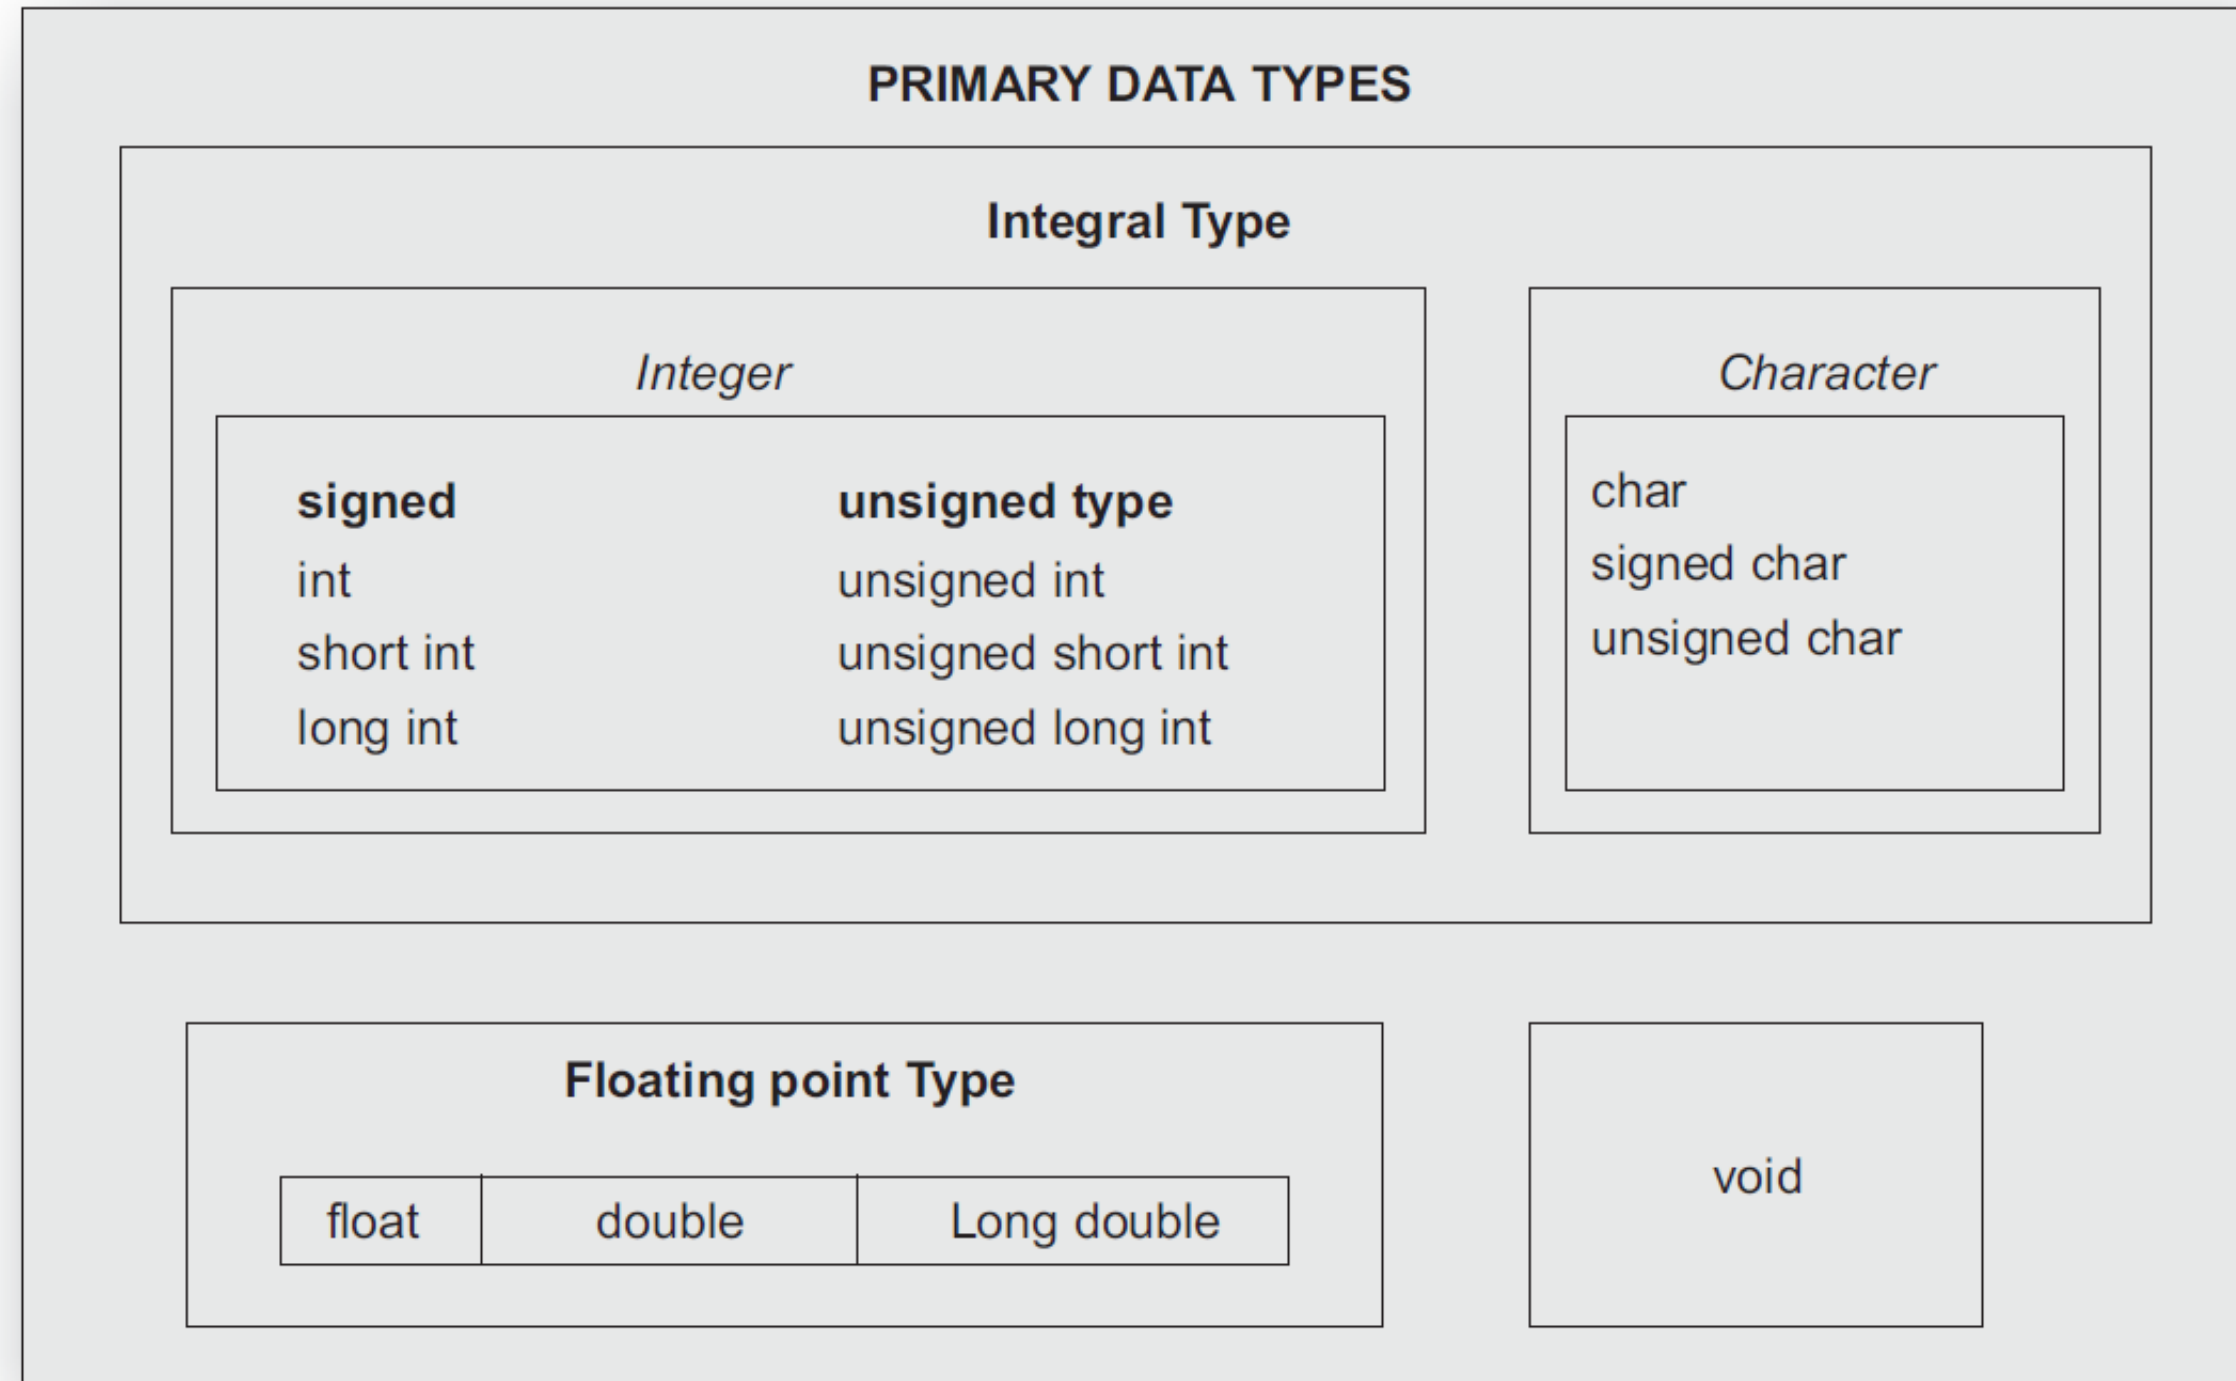 PRIMARY DATA TYPES
Integral Type
Integer
signed unsigned type
int unsigned int
short int unsigned short int
long int unsigned long int
Character
char
signed char
unsigned char
Floating point Type
float double Long double
void